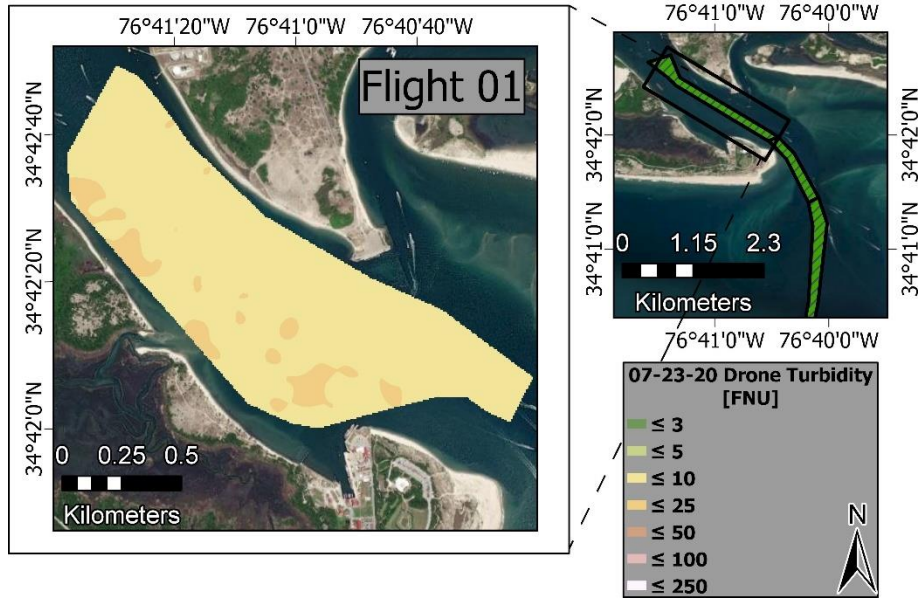 76°41'20"W 76°41'0"W 76°40'40"W
Flight 01
34°42'40"N
34°42'20"N
34°42'0"N
0 0.25 0.5
Kilometers
76°41'0"W 76°40'0"W
34°42'0"N 34°42'0"N
34°41'0"N 34°41'0"N
0 1.15 2.3
Kilometers
76°41'0"W 76°40'0"W
07-23-20 Drone Turbidity
[FNU]
≤ 3
≤ 5
≤ 10
≤ 25
≤ 50
≤ 100
≤ 250
N